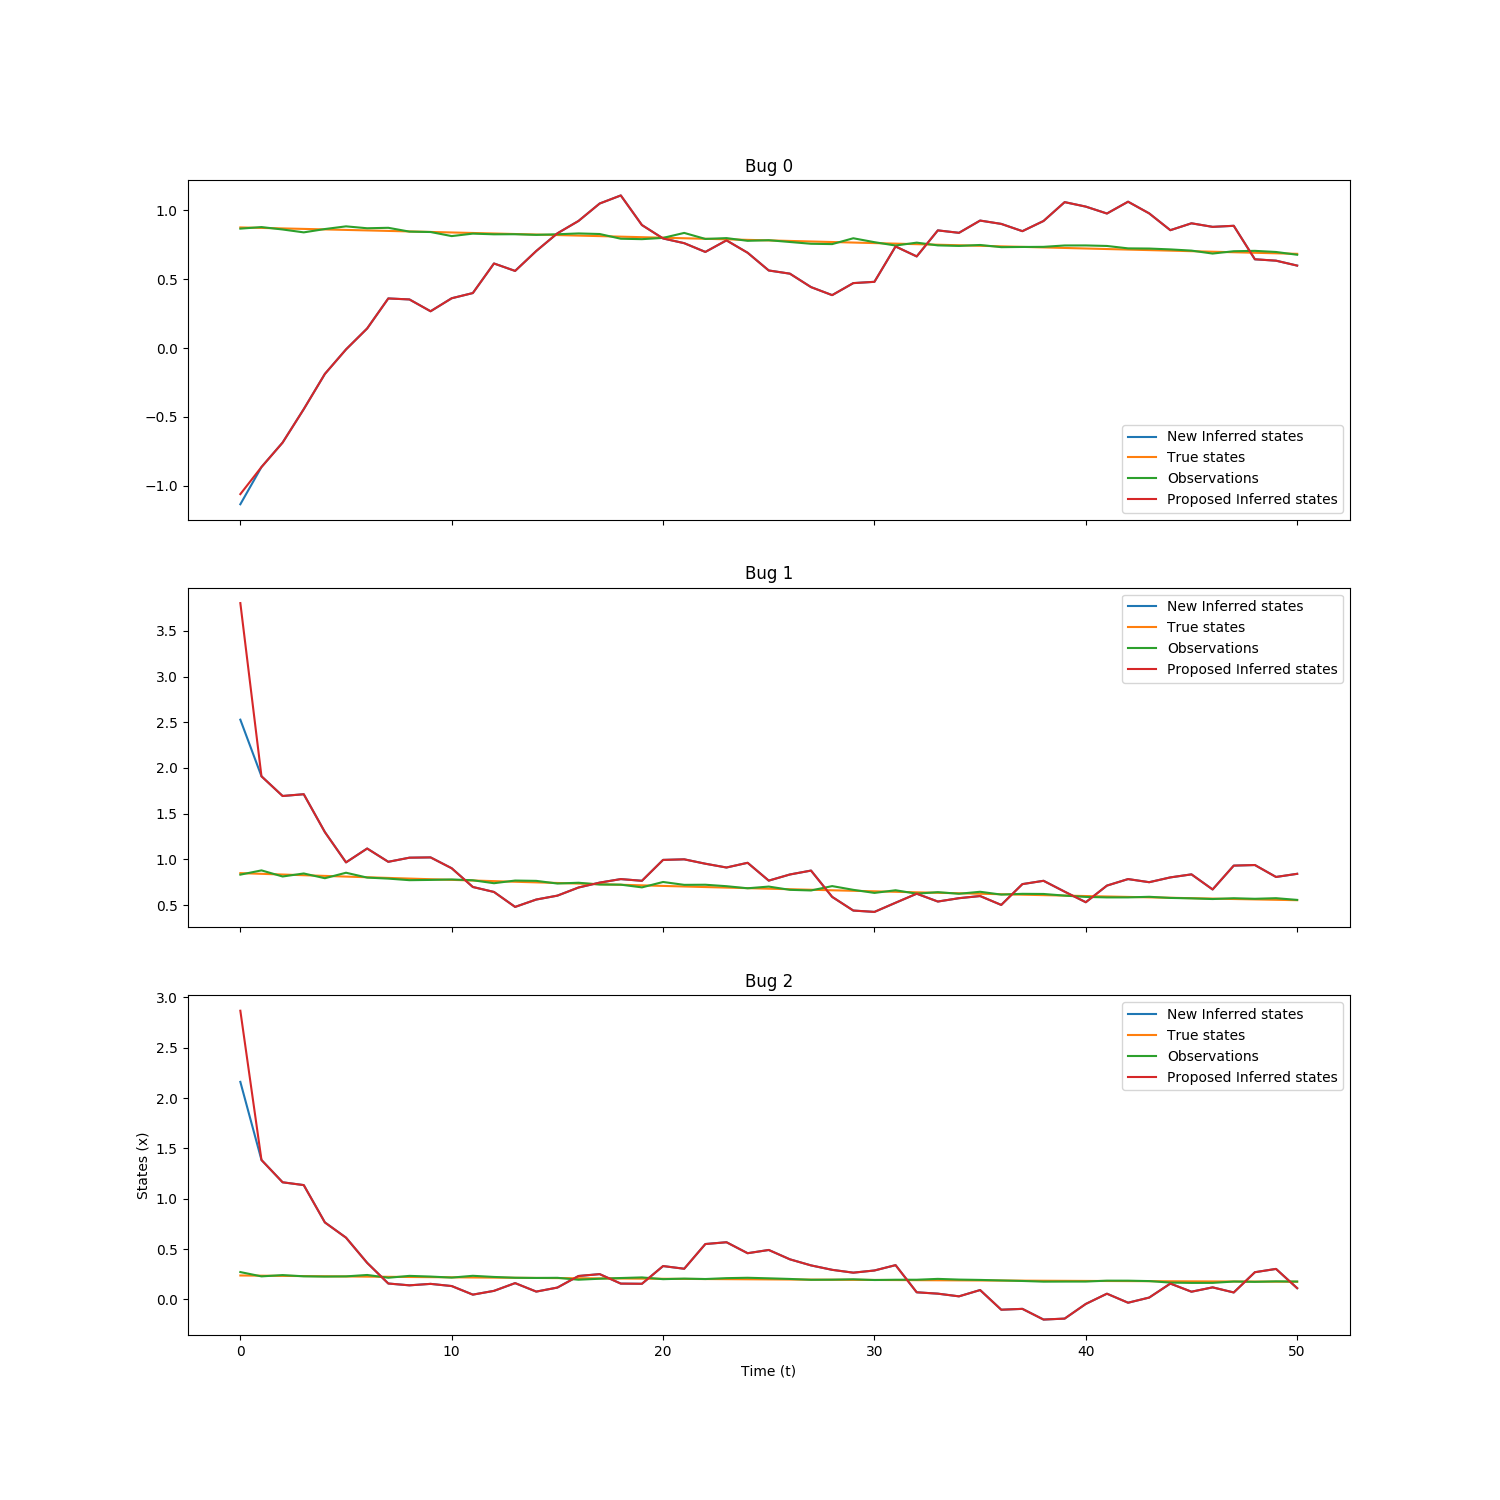 Bug 0
1.0
0.5
0.0
−0.5
−1.0
New Inferred states
True states
Observations
Proposed Inferred states
Bug 1
3.5
3.0
2.5
2.0
1.5
1.0
0.5
New Inferred states
True states
Observations
Proposed Inferred states
Bug 2
3.0
2.5
2.0
1.5
1.0
0.5
0.0
States (x)
New Inferred states
True states
Observations
Proposed Inferred states
0 10 20 30 40 50
Time (t)